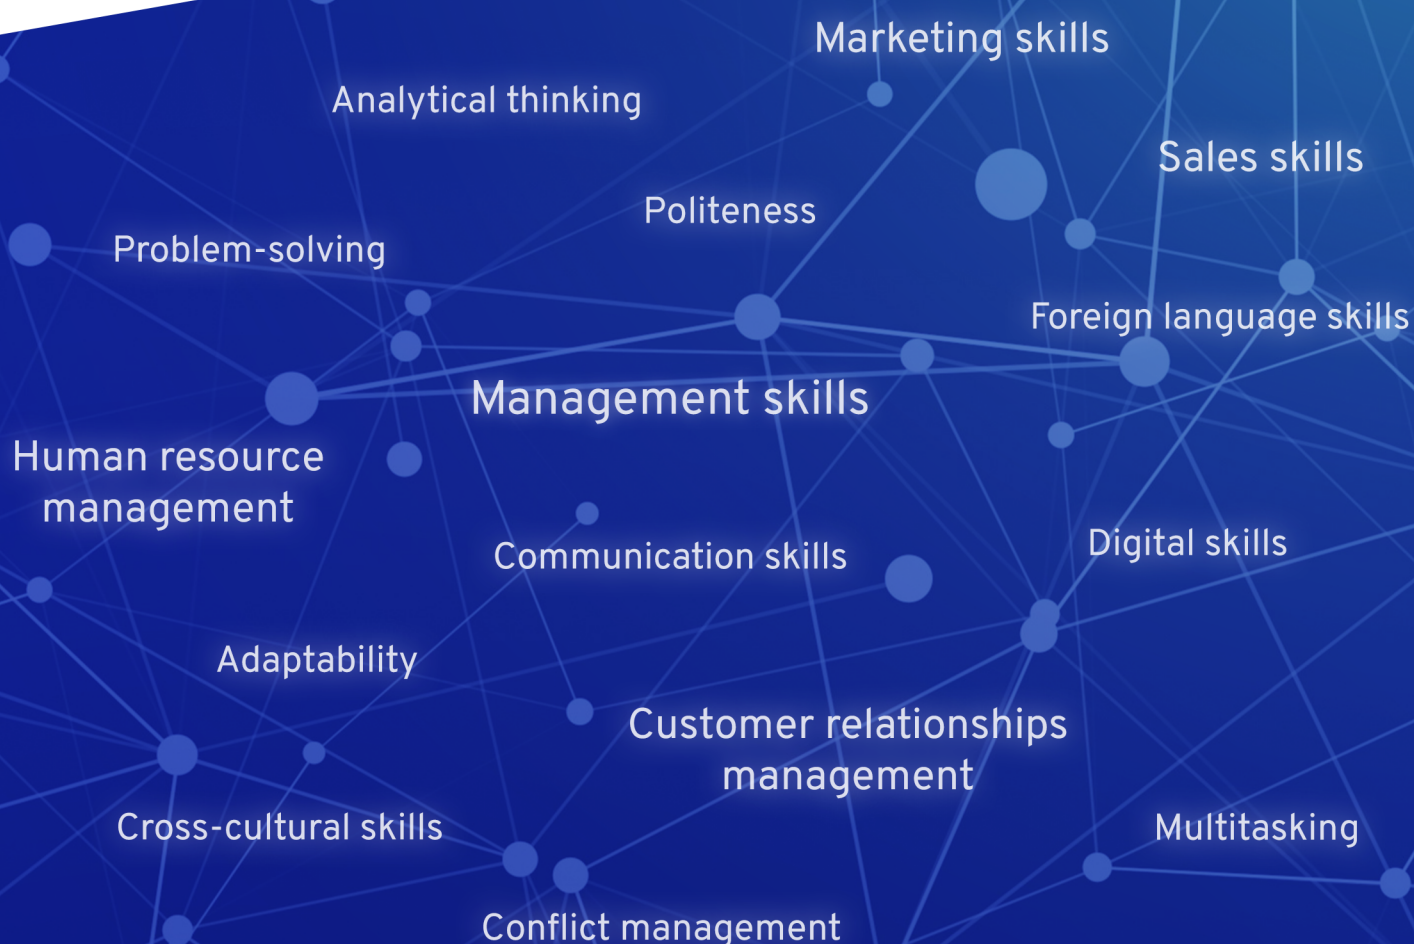 Marketing skills
Analytical thinking
Sales skills
Politeness
Problem-solving
Foreign language skills
Management skills
Human resource
management
Digital skills
Communication skills
Adaptability
Customer relationships
management
Cross-cultural skills
Multitasking
Conflict management